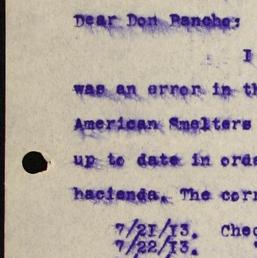 Dear Don Pancho:
I
was an error in th
American Smelters
up to date in orde
hacienda. The corr
7/21/13. Chec
7/22/13. "